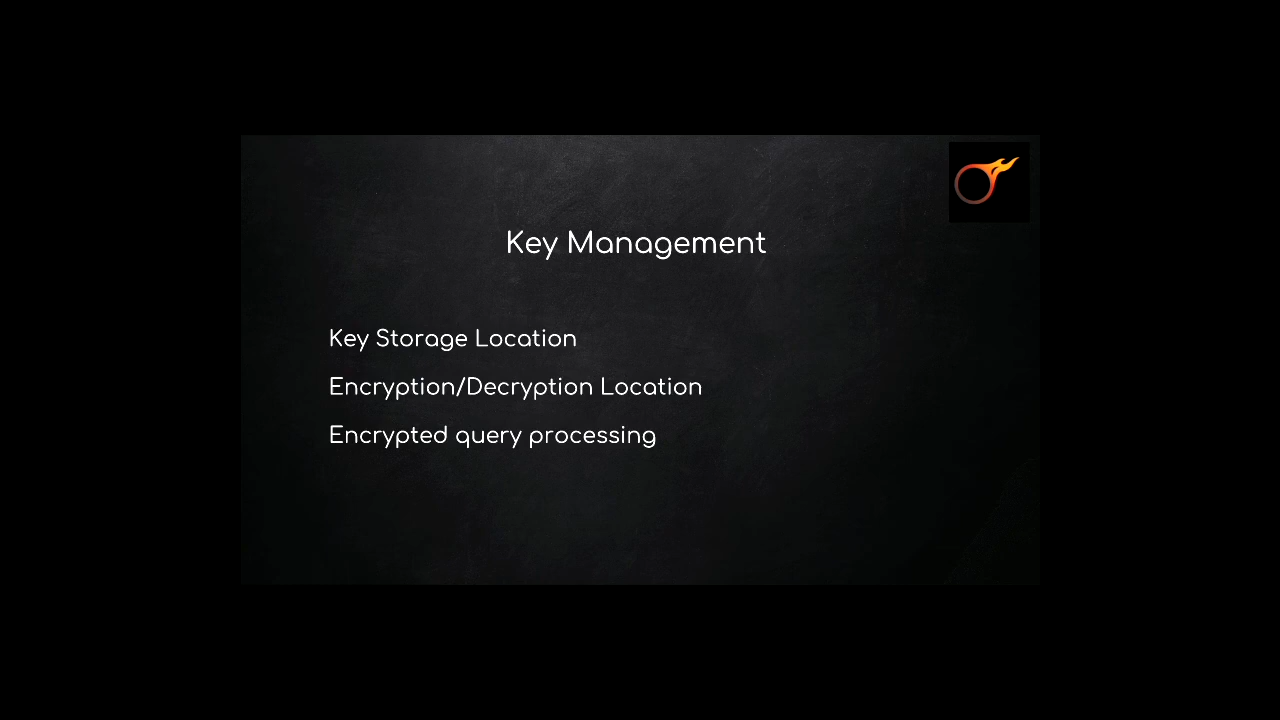 Key Management
Key Storage Location
Encryption/Decryption Location
Encrypted query processing